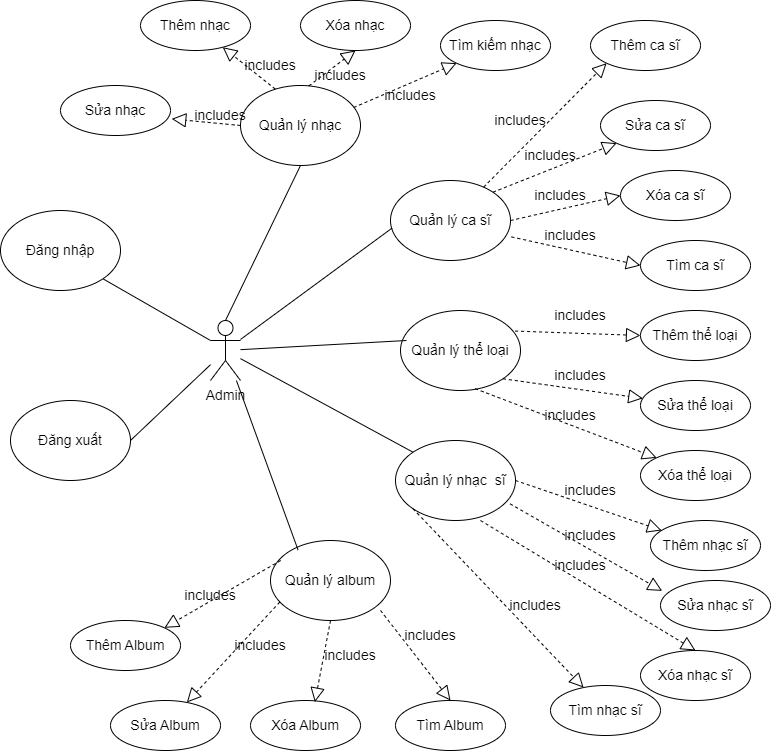 Thêm nhạc
Xóa nhạc
Tìm kiếm nhạc
includes
includes
includes
Sửa nhạc
includes
Quản lý nhạc
Thêm ca sĩ
includes
Sửa ca sĩ
includes
Xóa ca sĩ
includes
Quản lý ca sĩ
includes
Tìm ca sĩ
Đăng nhập
includes
Thêm thể loại
Quản lý thể loại
includes
Sửa thể loại
includes
Xóa thể loại
Admin
Đăng xuất
Quản lý nhạc sĩ
includes
Thêm nhạc sĩ
includes
Sửa nhạc sĩ
includes
Xóa nhạc sĩ
includes
Tìm nhạc sĩ
Quản lý album
includes
Thêm Album
includes
Sửa Album
includes
Xóa Album
includes
Tìm Album